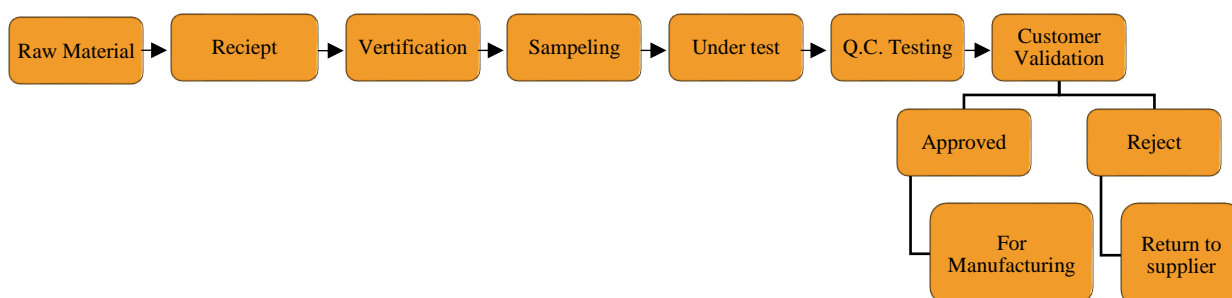 Raw Material
Reciept
Vertification
Sampeling
Under test
Q.C. Testing
Customer
Validation
Approved
Reject
For
Manufacturing
Return to
supplier